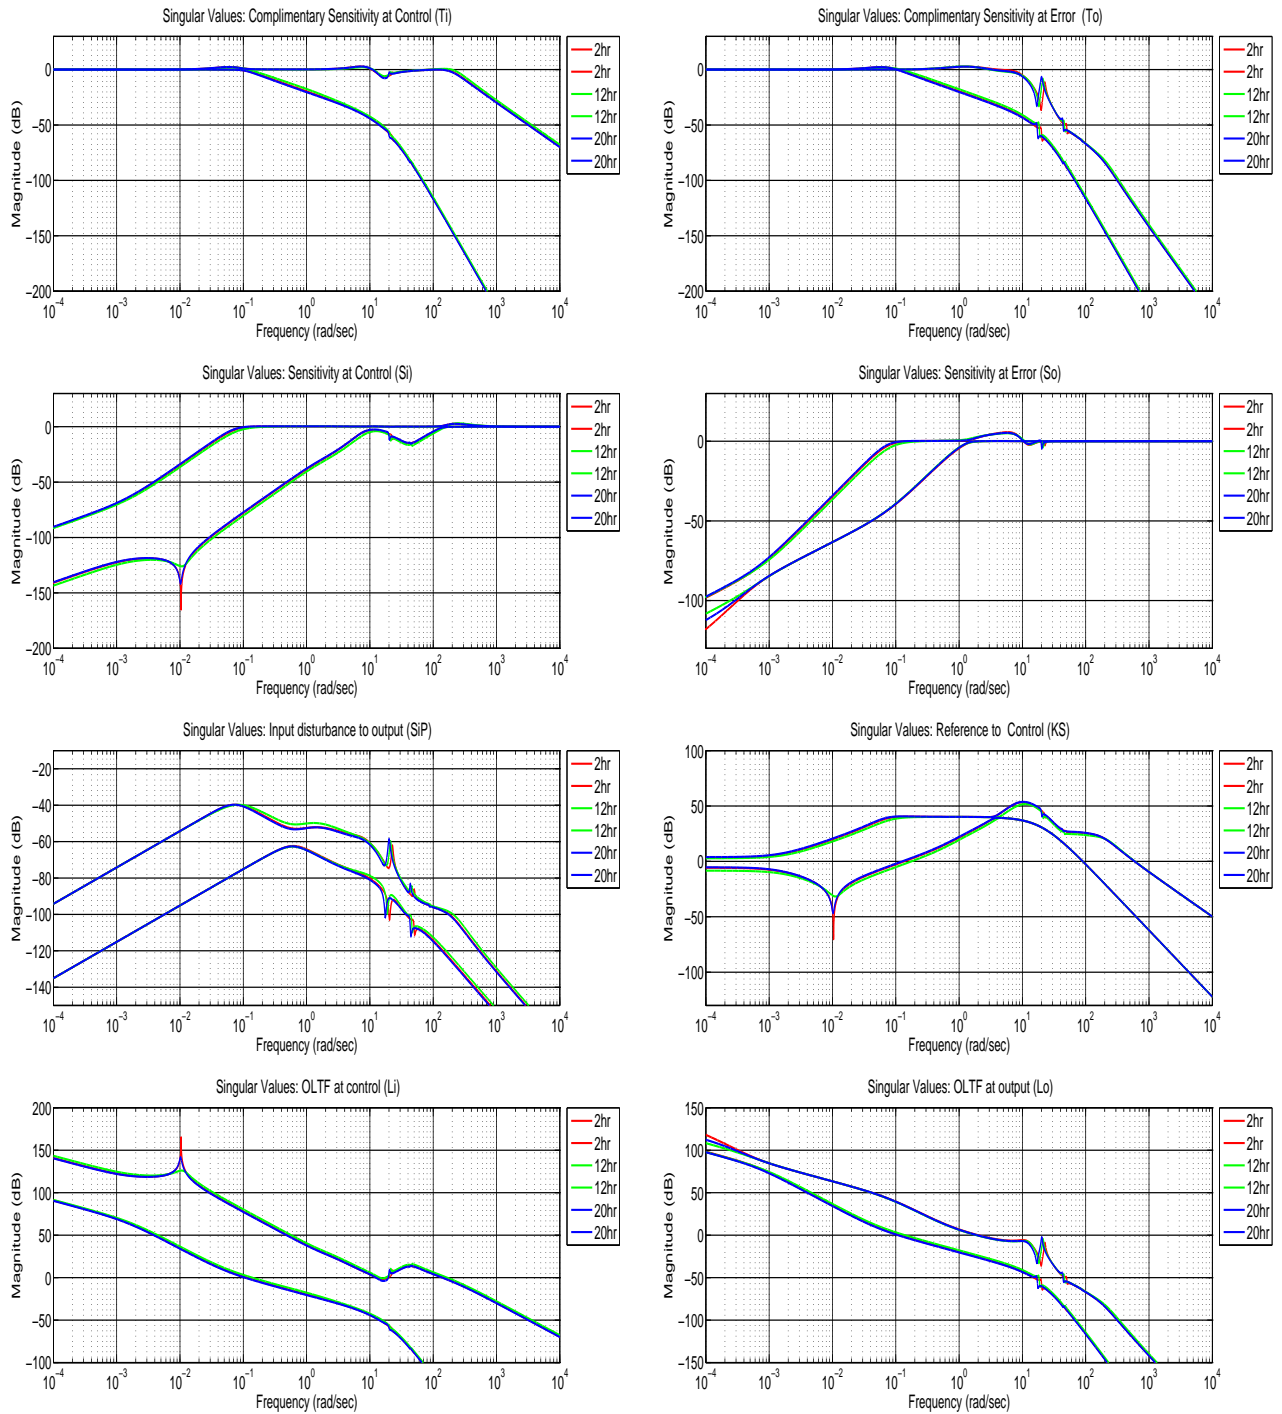 Singular Values: Complimentary Sensitivity at Control (Ti)
Magnitude (dB)
0
−50
−100
−150
−200
10^−4 10^−3 10^−2 10^−1 10^0 10^1 10^2 10^3 10^4
Frequency (rad/sec)
2hr
2hr
12hr
12hr
20hr
20hr
Singular Values: Complimentary Sensitivity at Error (To)
Magnitude (dB)
0
−50
−100
−150
−200
10^−4 10^−3 10^−2 10^−1 10^0 10^1 10^2 10^3 10^4
Frequency (rad/sec)
2hr
2hr
12hr
12hr
20hr
20hr
Singular Values: Sensitivity at Control (Si)
Magnitude (dB)
0
−50
−100
−150
−200
10^−4 10^−3 10^−2 10^−1 10^0 10^1 10^2 10^3 10^4
Frequency (rad/sec)
2hr
2hr
12hr
12hr
20hr
20hr
Singular Values: Sensitivity at Error (So)
Magnitude (dB)
0
−50
−100
10^−4 10^−3 10^−2 10^−1 10^0 10^1 10^2 10^3 10^4
Frequency (rad/sec)
2hr
2hr
12hr
12hr
20hr
20hr
Singular Values: Input disturbance to output (SiP)
Magnitude (dB)
−20
−40
−60
−80
−100
−120
−140
10^−4 10^−3 10^−2 10^−1 10^0 10^1 10^2 10^3 10^4
Frequency (rad/sec)
2hr
2hr
12hr
12hr
20hr
20hr
Singular Values: Reference to Control (KS)
Magnitude (dB)
100
50
0
−50
−100
10^−4 10^−3 10^−2 10^−1 10^0 10^1 10^2 10^3 10^4
Frequency (rad/sec)
2hr
2hr
12hr
12hr
20hr
20hr
Singular Values: OLTF at control (Li)
Magnitude (dB)
200
150
100
50
0
−50
−100
10^−4 10^−3 10^−2 10^−1 10^0 10^1 10^2 10^3 10^4
Frequency (rad/sec)
2hr
2hr
12hr
12hr
20hr
20hr
Singular Values: OLTF at output (Lo)
Magnitude (dB)
150
100
50
0
−50
−100
−150
10^−4 10^−3 10^−2 10^−1 10^0 10^1 10^2 10^3 10^4
Frequency (rad/sec)
2hr
2hr
12hr
12hr
20hr
20hr